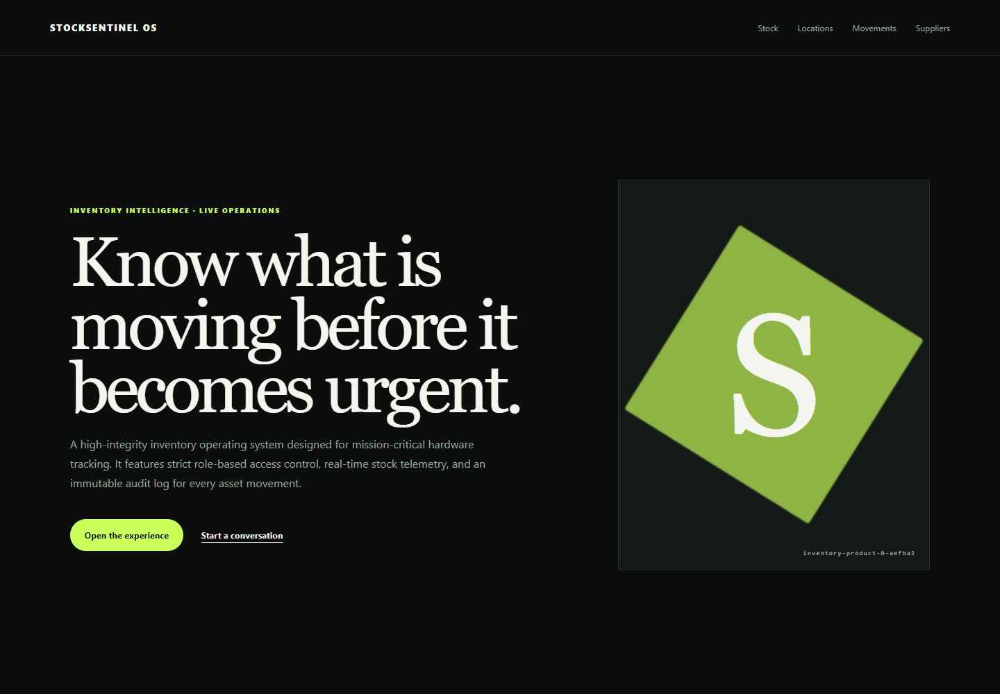 STOCKSENTINEL OS
Stock
Locations
Movements
Suppliers
INVENTORY INTELLIGENCE · LIVE OPERATIONS
Know what is
moving before it
becomes urgent.
A high-integrity inventory operating system designed for mission-critical hardware
tracking. It features strict role-based access control, real-time stock telemetry, and an
immutable audit log for every asset movement.
Open the experience
Start a conversation
S
inventory-product-0-aefba2